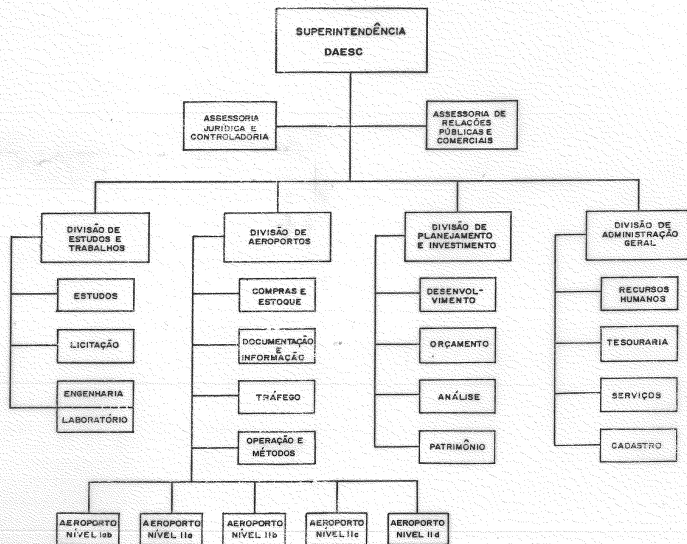 SUPERINTENDÊNCIA
DAESC
ASSESSORIA
JURÍDICA E
CONTROLADORIA
ASSESSORIA DE
RELAÇÕES
PÚBLICAS E
COMERCIAIS
DIVISÃO DE
ESTUDOS E
TRABALHOS
DIVISÃO DE
AEROPORTOS
DIVISÃO DE
PLANEJAMENTO
E INVESTIMENTO
DIVISÃO DE
ADMINISTRAÇÃO
GERAL
ESTUDOS
LICITAÇÃO
ENGENHARIA
LABORATÓRIO
COMPRAS E
ESTOQUE
DOCUMENTAÇÃO
E
INFORMAÇÃO
TRÁFEGO
OPERAÇÃO E
MÉTODOS
DESENVOL-
VIMENTO
ORÇAMENTO
ANÁLISE
PATRIMÔNIO
RECURSOS
HUMANOS
TESOURARIA
SERVIÇOS
CADASTRO
AEROPORTO
NÍVEL Iab
AEROPORTO
NÍVEL IIa
AEROPORTO
NÍVEL IIb
AEROPORTO
NÍVEL IIc
AEROPORTO
NÍVEL IId